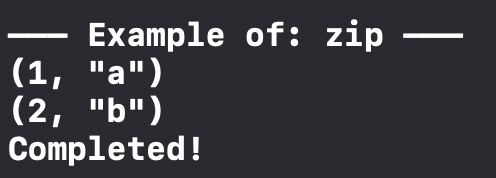 ——— Example of: zip ———
(1, "a")
(2, "b")
Completed!